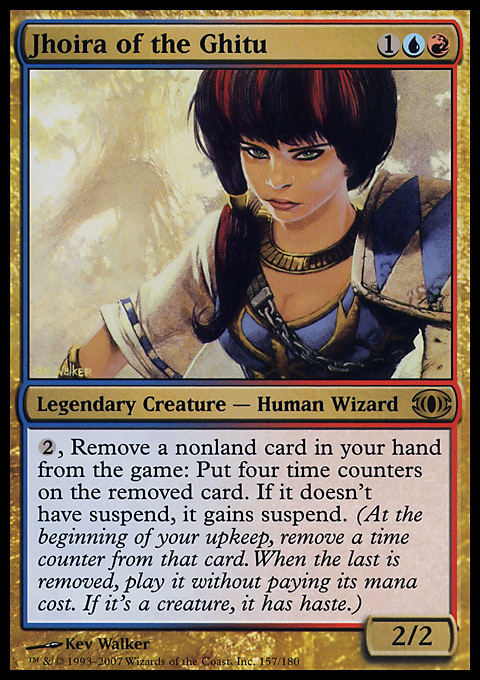 Jhoira of the Ghitu 1
Legendary Creature — Human Wizard
2, Remove a nonland card in your hand
from the game: Put four time counters
on the removed card. If it doesn't
have suspend, it gains suspend. (At the
beginning of your upkeep, remove a time
counter from that card. When the last is
removed, play it without paying its mana
cost. If it's a creature, it has haste.)
2/2
Kev Walker
™ & © 1993–2007 Wizards of the Coast, Inc. 157/180